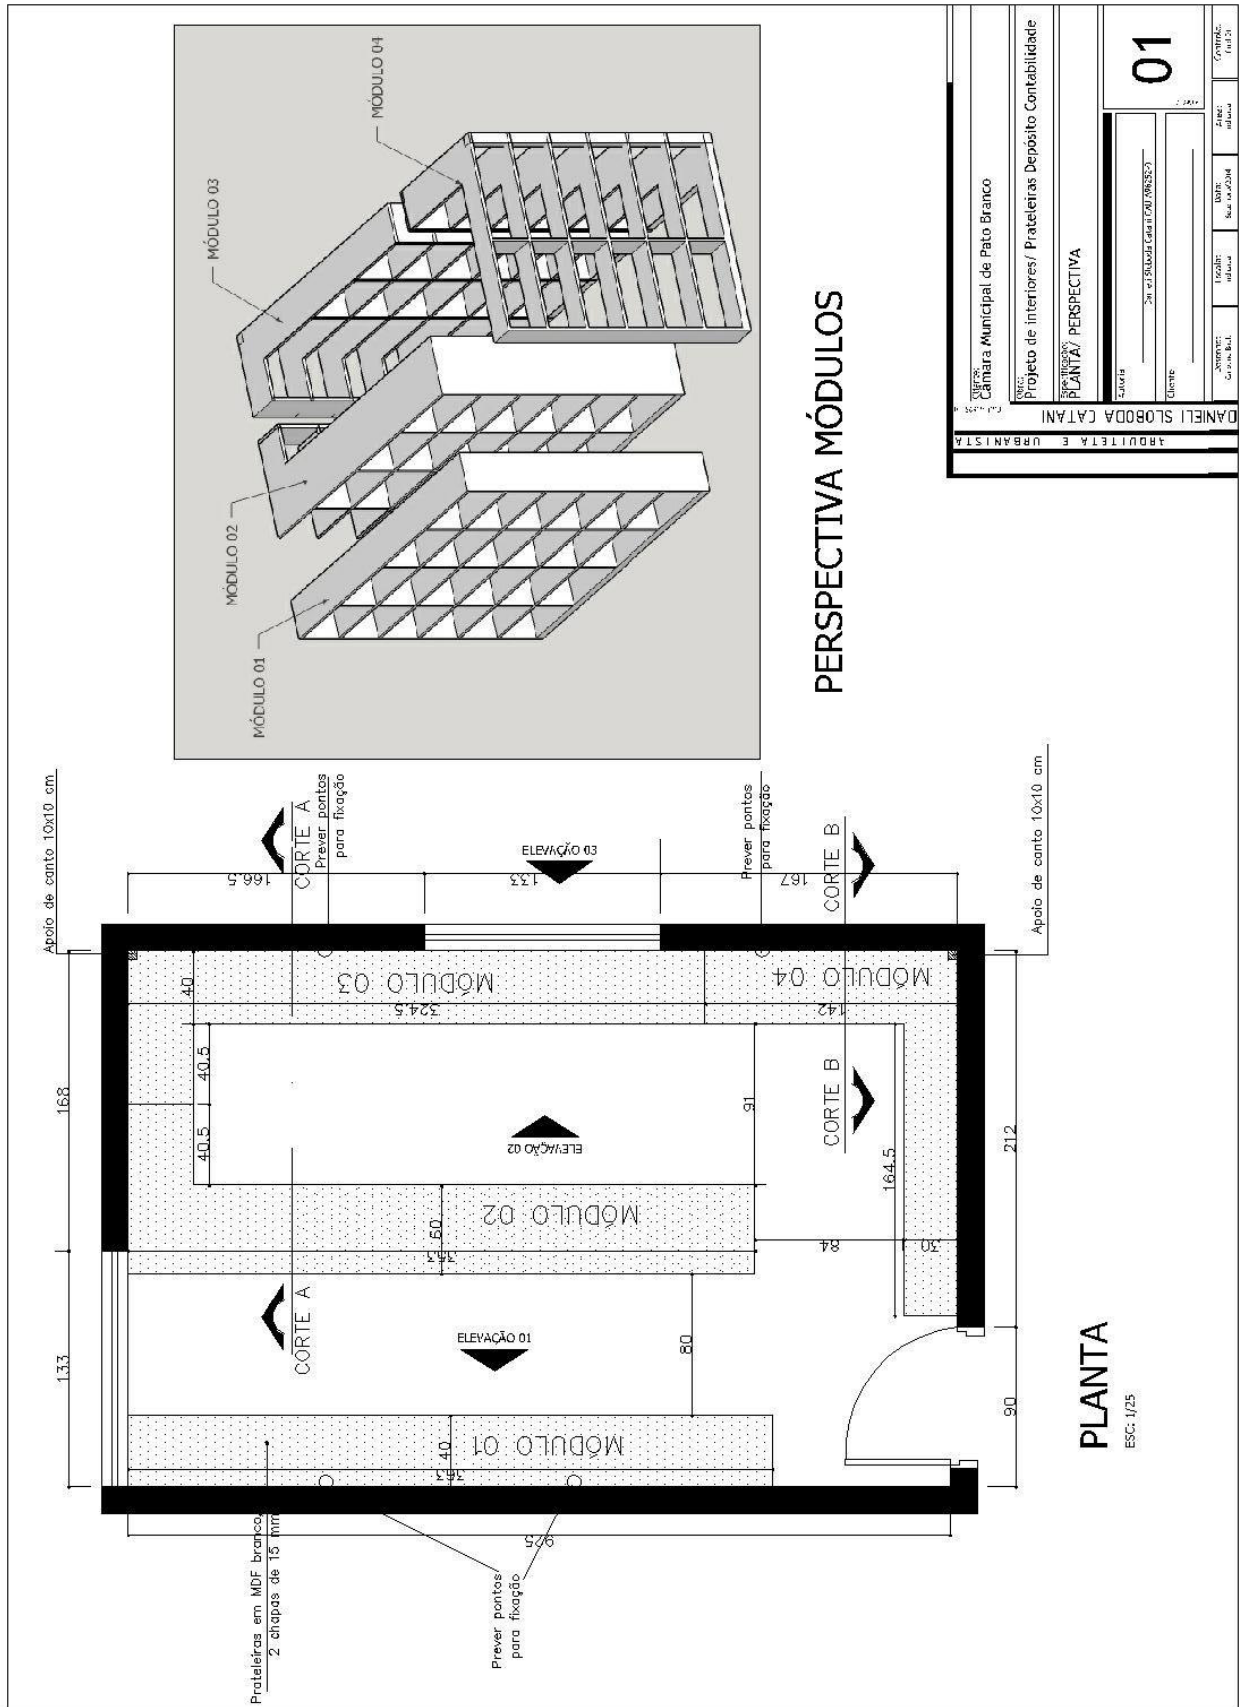 MÓDULO 01
MÓDULO 02
MÓDULO 03
MÓDULO 04
PERSPECTIVA MÓDULOS
Câmara Municipal de Pato Branco
Obra:
Projeto de interiores/ Prateleiras Depósito Contabilidade
PLANTA/ PERSPECTIVA
01
Autoria
Cliente
DANIELI SLOBODA CATANI
ARQUITETA E URBANISTA
Prateleiras em MDF branco,
2 chapas de 15 mm
133
168
Apoio de canto 10x10 cm
CORTE A
CORTE A
Prever pontos
para fixação
166.5
40
40.5
40.5
MÓDULO 03
324.5
133
ELEVAÇÃO 03
ELEVAÇÃO 02
ELEVAÇÃO 01
MÓDULO 01
40
363
MÓDULO 02
60
80
91
MÓDULO 04
142
167
Prever pontos
para fixação
CORTE B
CORTE B
164.5
84
30
Prever pontos
para fixação
90
212
Apoio de canto 10x10 cm
PLANTA
ESC: 1/25